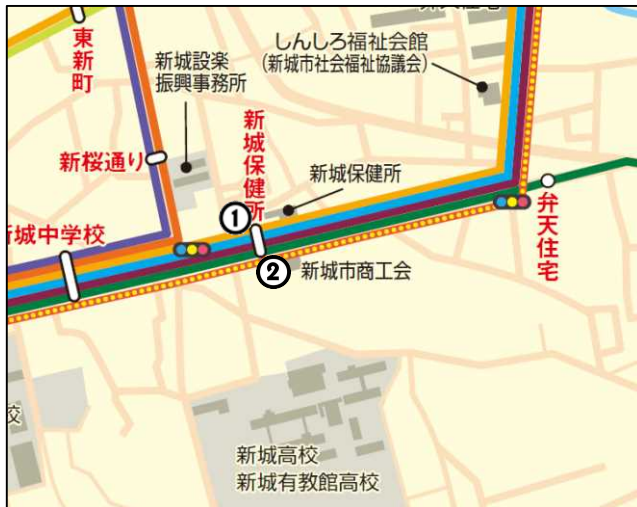 東新町
新城設楽
振興事務所
しんしろ福祉会館
(新城市社会福祉協議会)
新桜通り
新城保健所
新城保健所
①
城中学校
②
新城市商工会
弁天住宅
校
新城高校
新城有教館高校